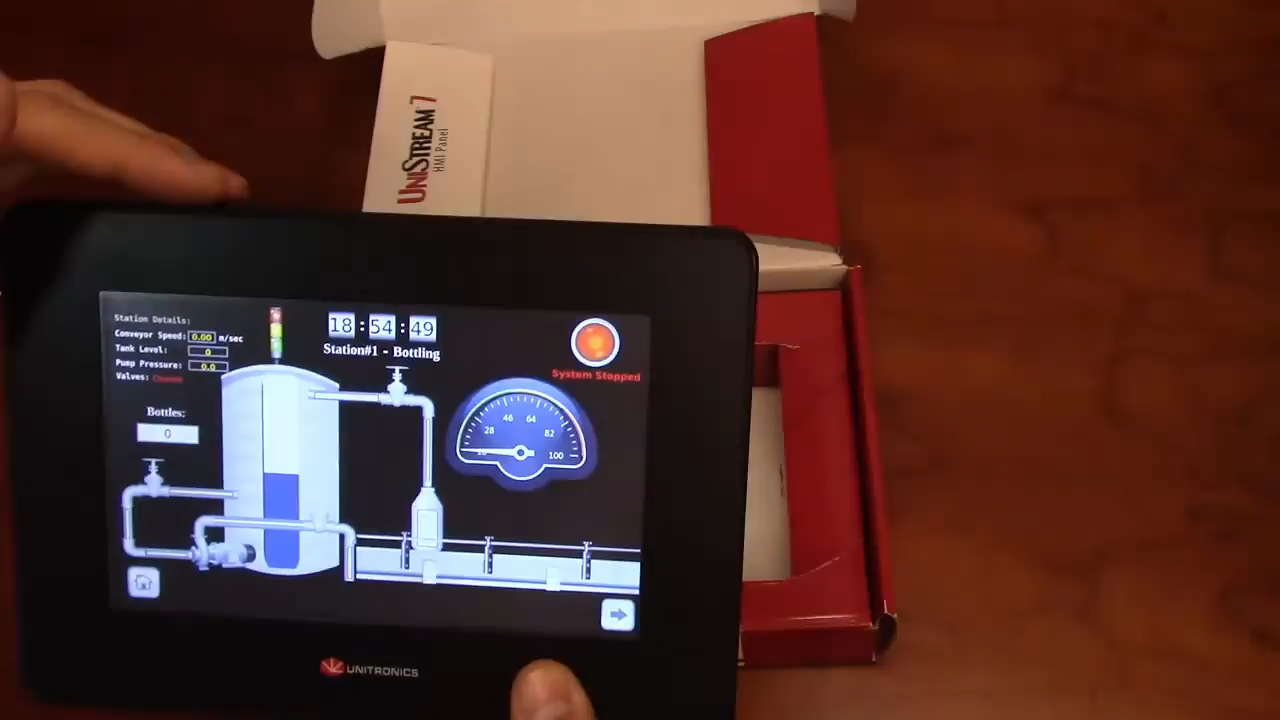 UNISTREAM 7
HMI Panel
Station Details:
Conveyor Speed: 0.00 m/sec
Tank Level: 0
Pump Pressure: 0.0
Valves:
18:54:49
Station#1 - Bottling
System Stopped
Bottles:
0
28
46
64
82
100
UNITRONICS